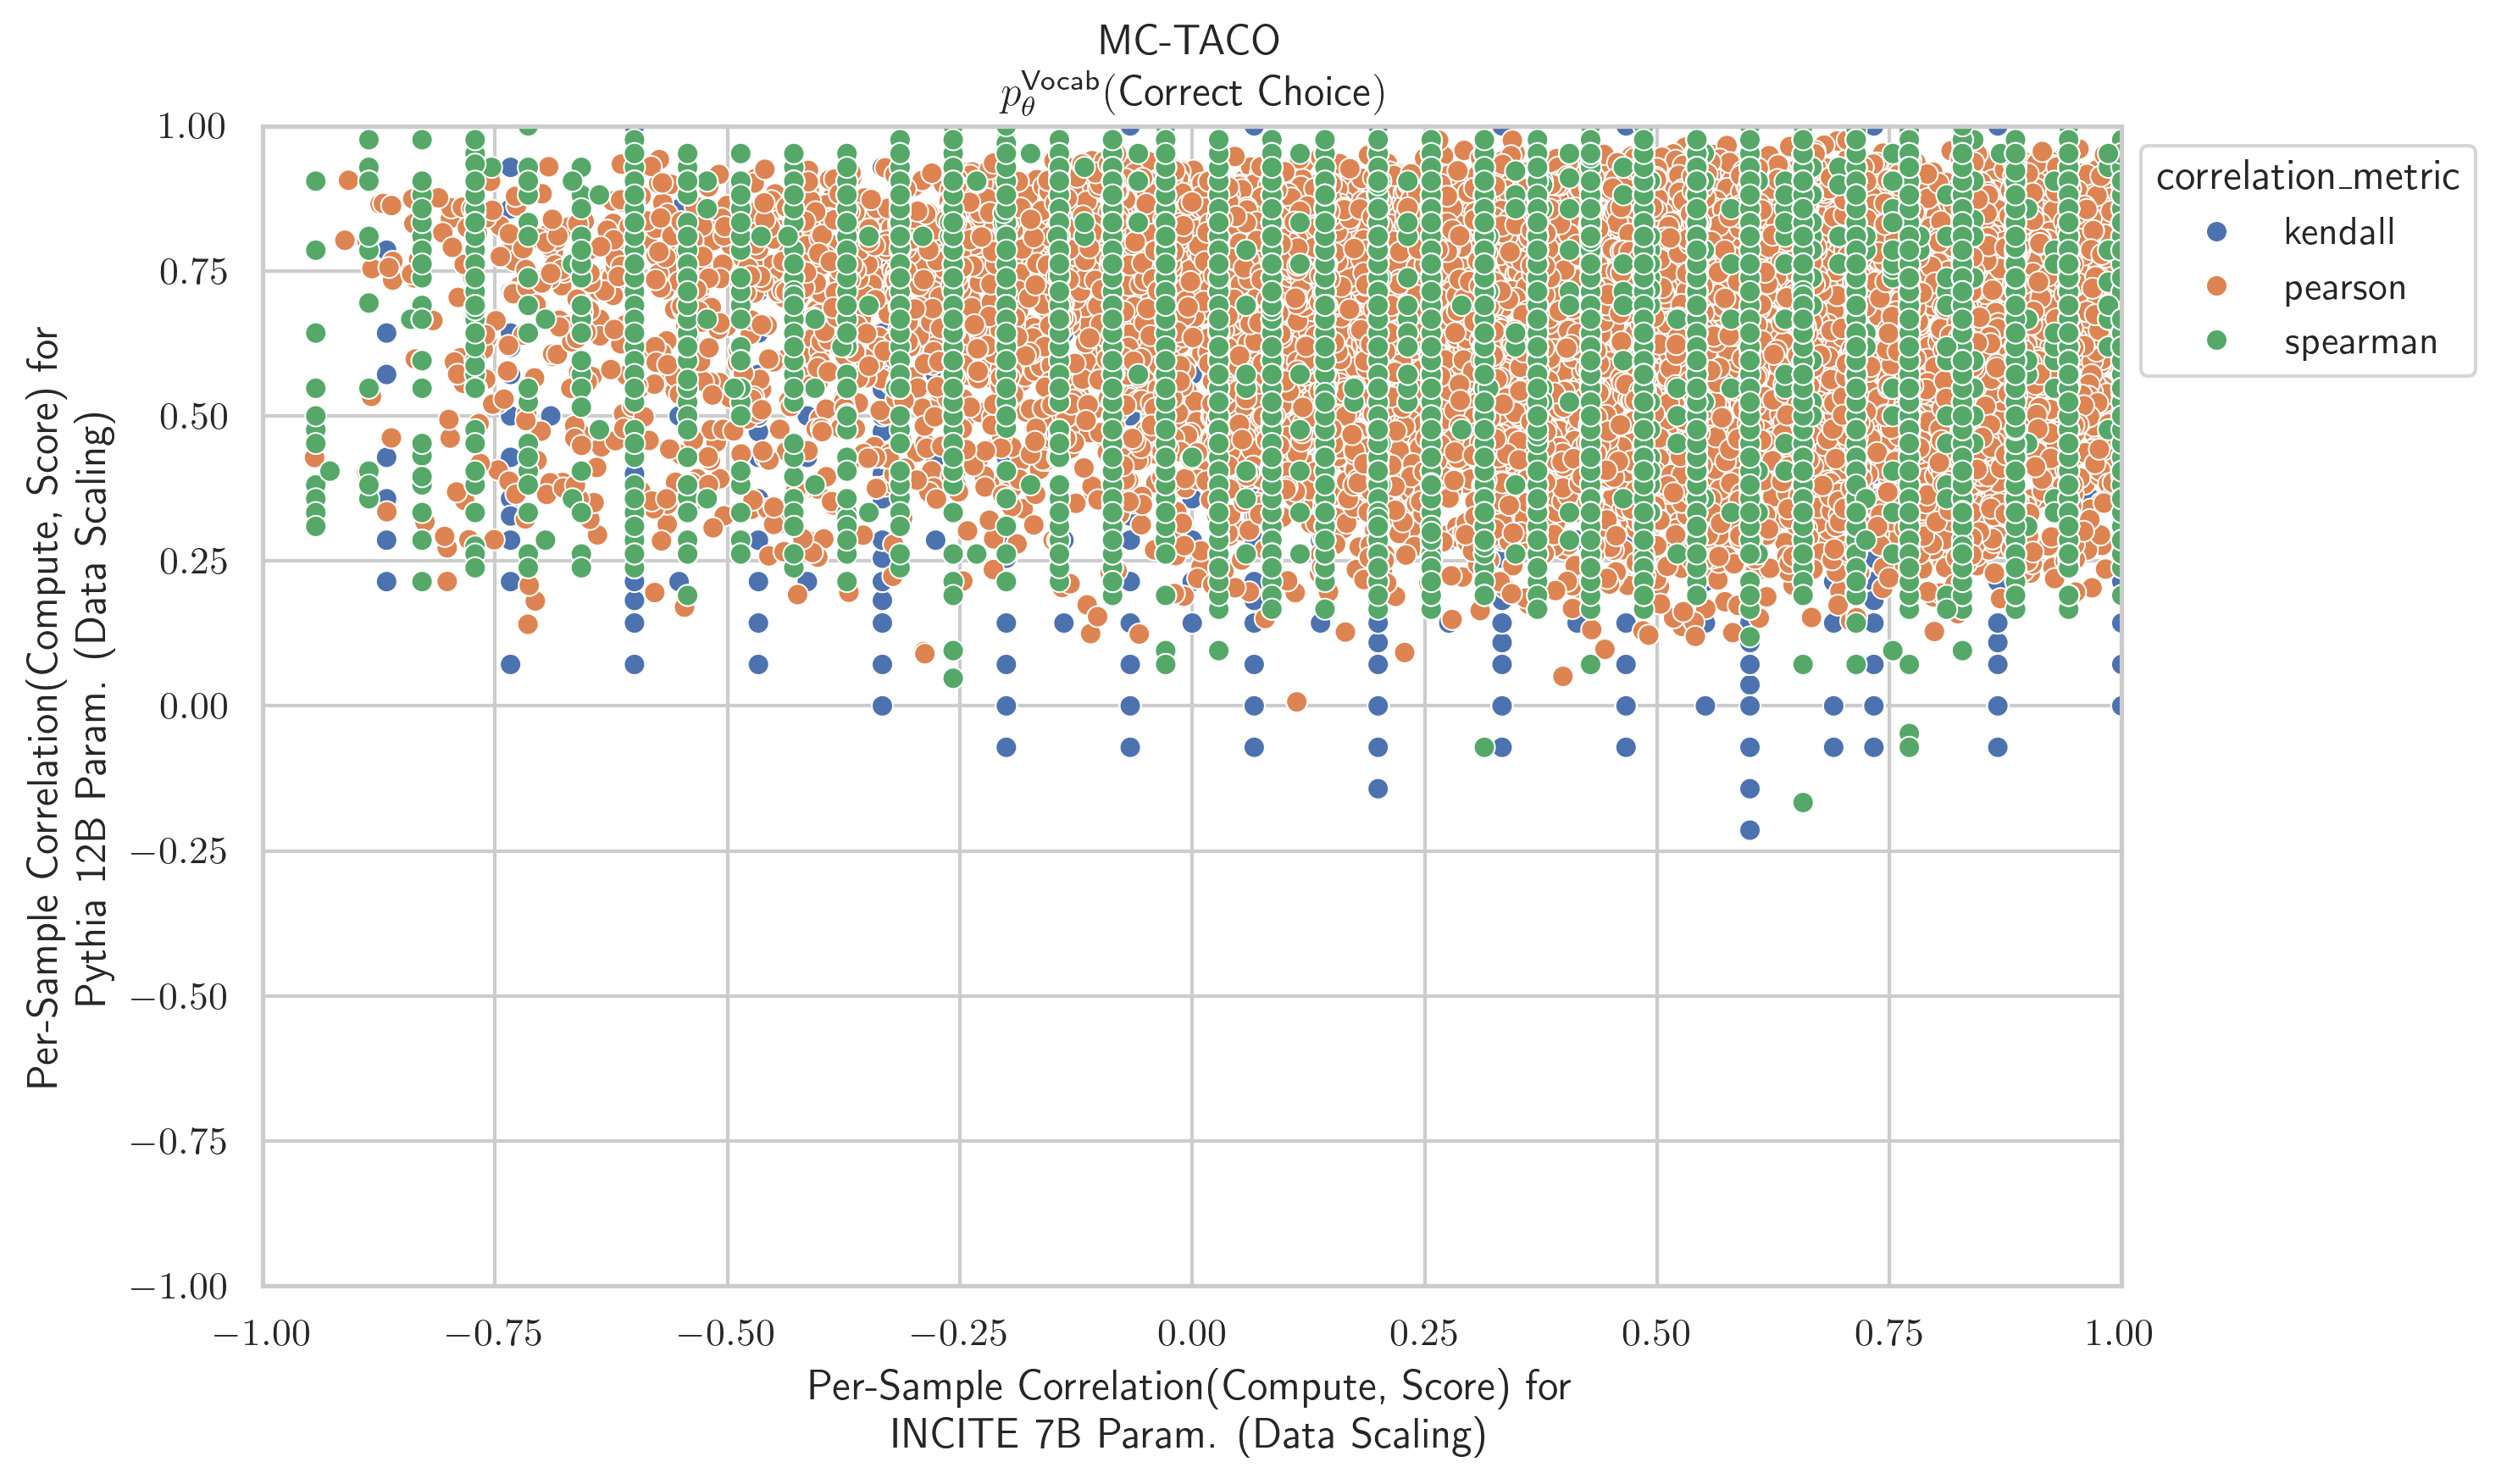 MC-TACO
p_θ^Vocab(Correct Choice)
correlation_metric
kendall
pearson
spearman
Per-Sample Correlation(Compute, Score) for
Pythia 12B Param. (Data Scaling)
1.00
0.75
0.50
0.25
0.00
−0.25
−0.50
−0.75
−1.00
−1.00 −0.75 −0.50 −0.25 0.00 0.25 0.50 0.75 1.00
Per-Sample Correlation(Compute, Score) for
INCITE 7B Param. (Data Scaling)